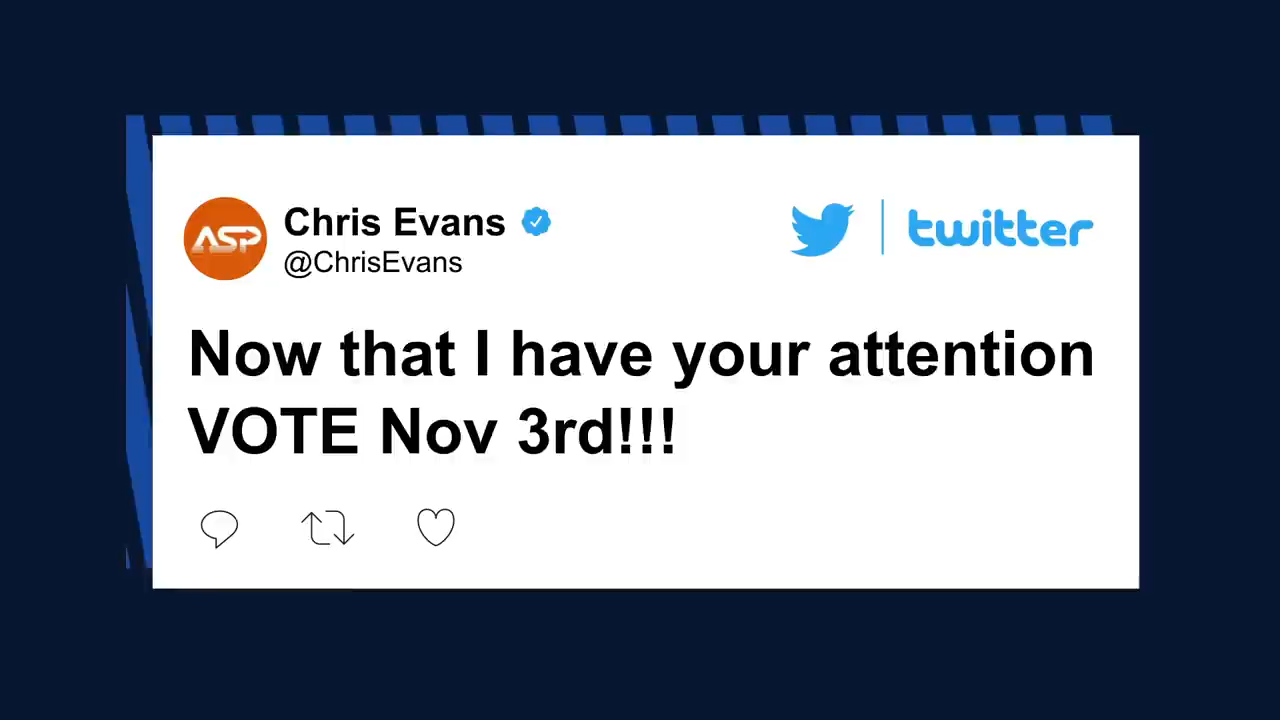 ASP
Chris Evans
@ChrisEvans
twitter
Now that I have your attention
VOTE Nov 3rd!!!